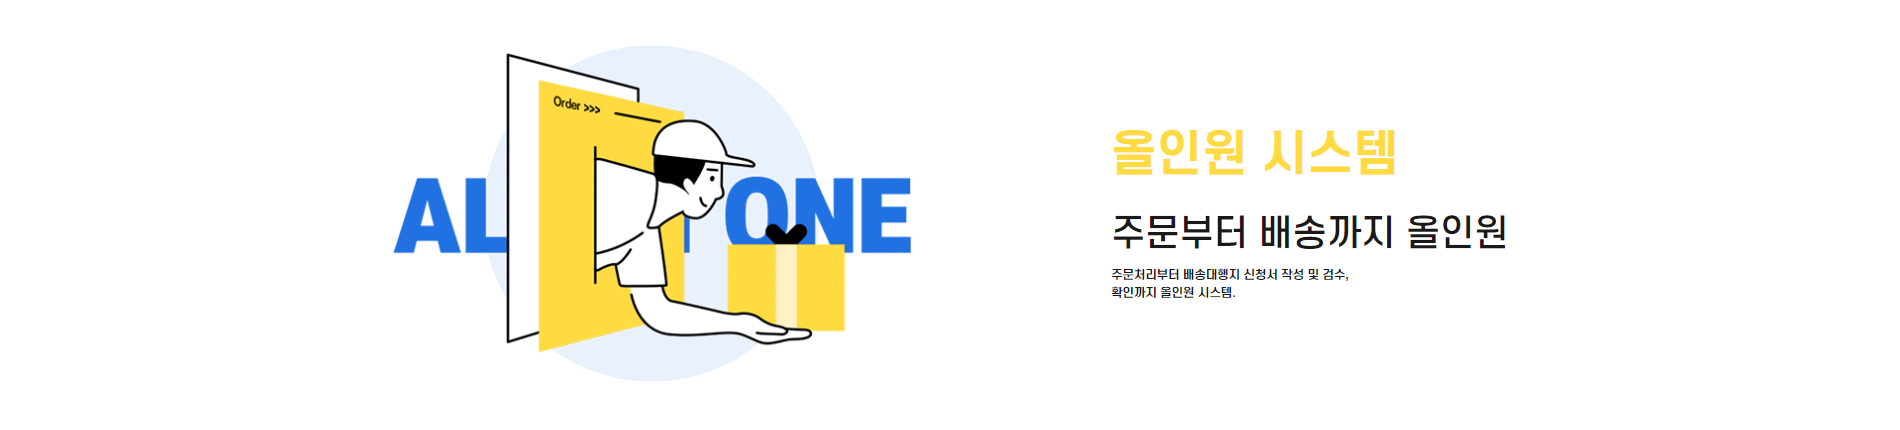 Order >>>
AL ONE
올인원 시스템
주문부터 배송까지 올인원
주문처리부터 배송대행지 신청서 작성 및 검수,
확인까지 올인원 시스템.